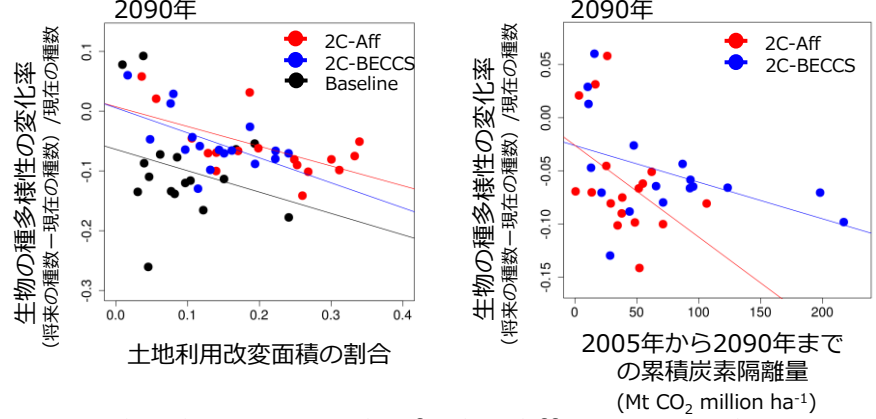 2090年
生物の種多様性の変化率
(将来の種数ー現在の種数) /現在の種数
0.1
0.0
-0.1
-0.2
-0.3
2C-Aff
2C-BECCS
Baseline
0.0 0.1 0.2 0.3 0.4
土地利用改変面積の割合
2090年
生物の種多様性の変化率
(将来の種数ー現在の種数) /現在の種数
0.05
0.00
-0.05
-0.10
-0.15
2C-Aff
2C-BECCS
0 50 100 150 200
2005年から2090年まで
の累積炭素隔離量
(Mt CO₂ million ha⁻¹)